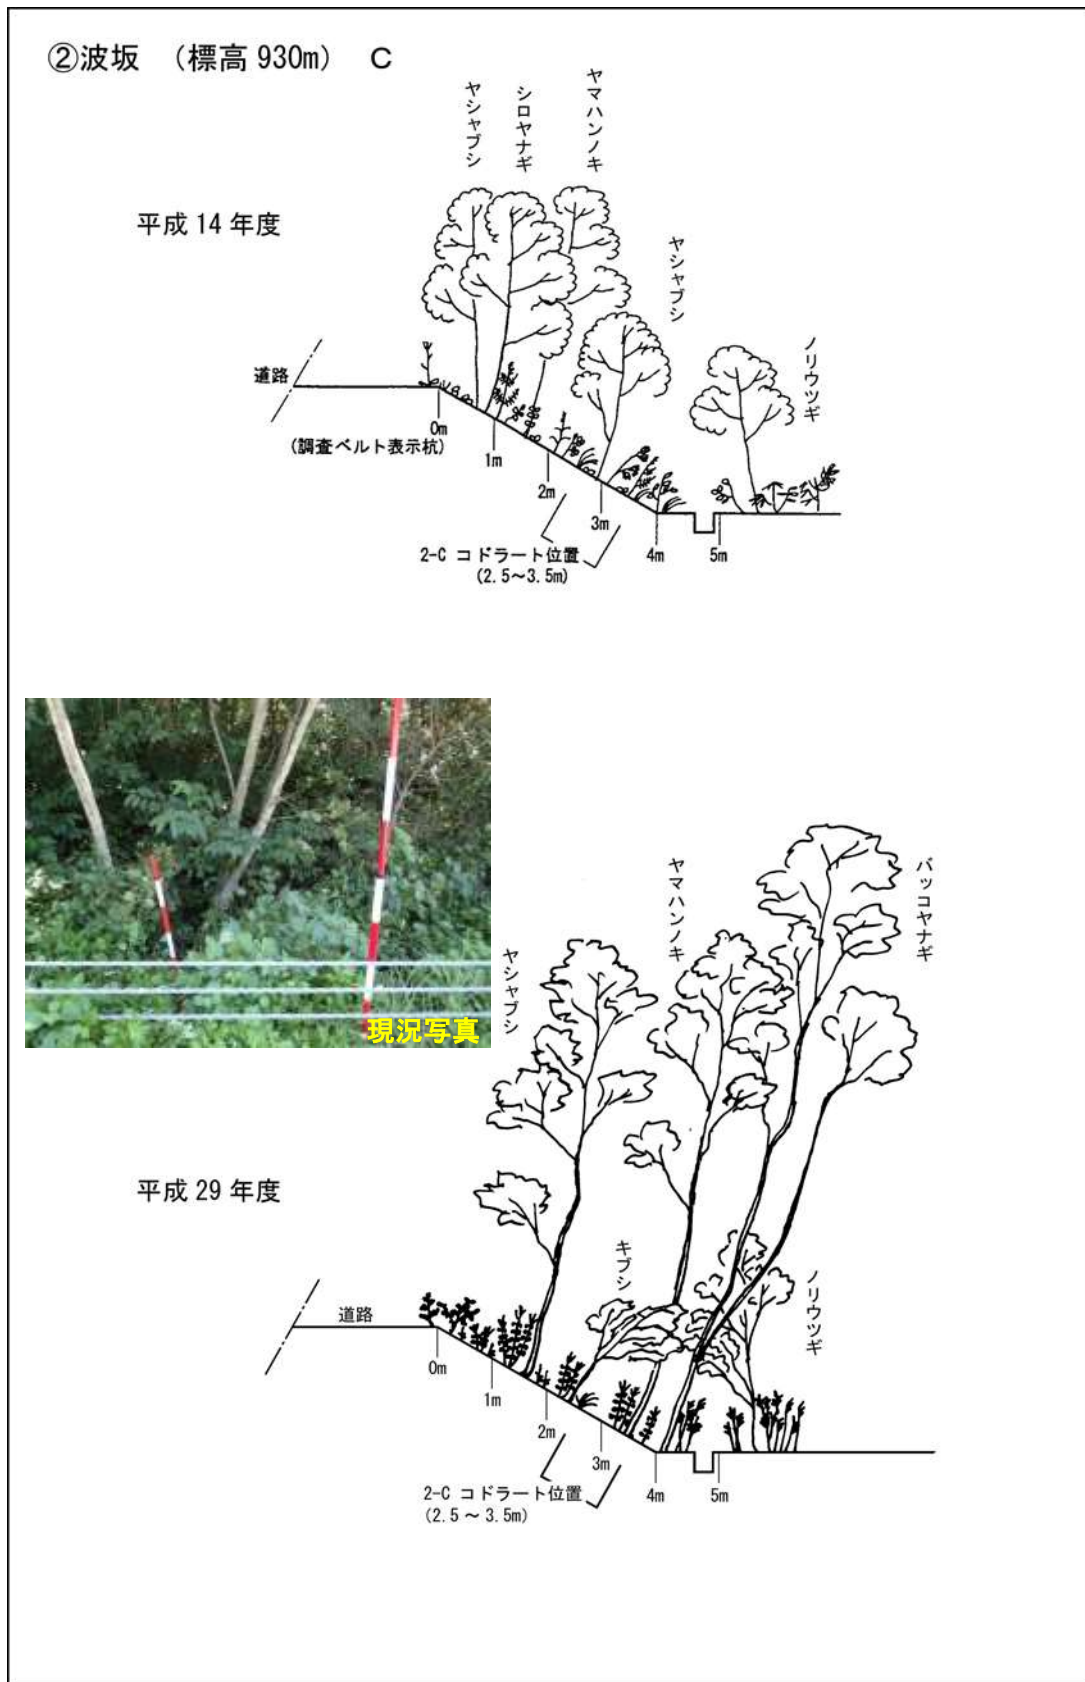 ②波坂 (標高 930m) C
ヤシャブシ
シロヤナギ
ヤマハンノキ
平成 14 年度
ヤシャブシ
ノリウツギ
道路
0m
(調査ベルト表示杭)
1m
2m
3m
4m
5m
2-C コドラート位置
(2.5~3.5m)
現況写真
バッコヤナギ
ヤマハンノキ
ヤシャブシ
平成 29 年度
キブシ
ノリウツギ
道路
0m
1m
2m
3m
4m
5m
2-C コドラート位置
(2.5 ~ 3.5m)